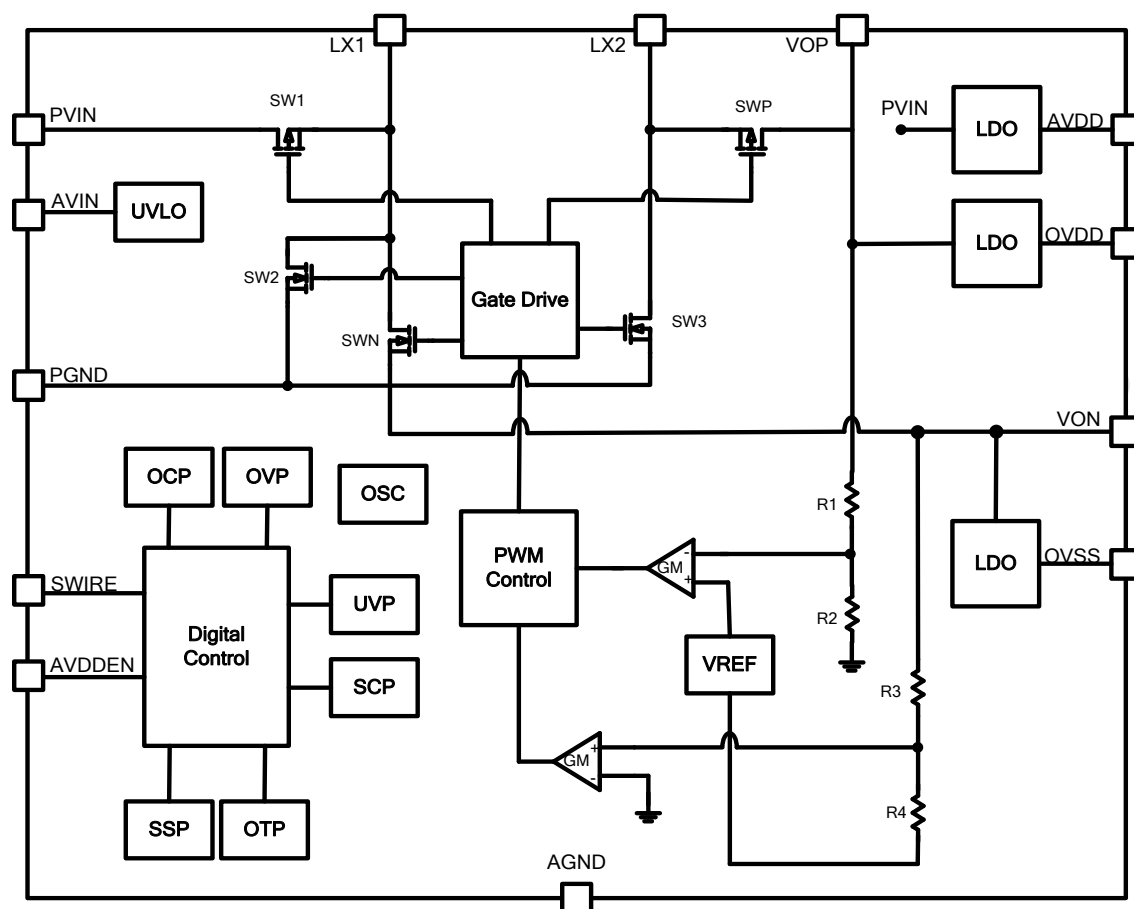 LX1
LX2
VOP
PVIN
SW1
SWP
PVIN
LDO
AVDD
AVIN
UVLO
LDO
OVDD
SW2
Gate Drive
SWN
SW3
PGND
VON
OCP
OVP
OSC
R1
PWM
Control
-
GM
+
LDO
OVSS
SWIRE
UVP
R2
Digital
Control
AVDDEN
VREF
SCP
R3
+
GM
-
R4
SSP
OTP
AGND